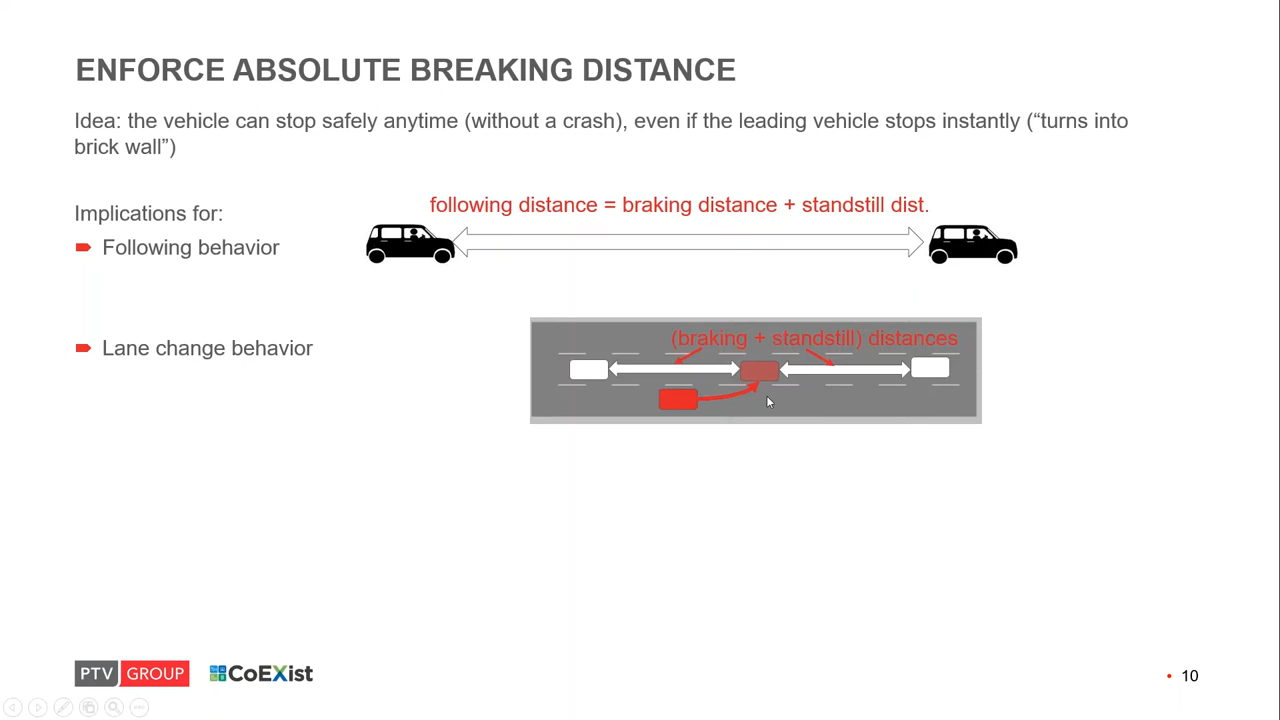 ENFORCE ABSOLUTE BREAKING DISTANCE
Idea: the vehicle can stop safely anytime (without a crash), even if the leading vehicle stops instantly (“turns into
brick wall”)
following distance = braking distance + standstill dist.
Implications for:
Following behavior
(braking + standstill) distances
Lane change behavior
PTV GROUP
CoEXist
10